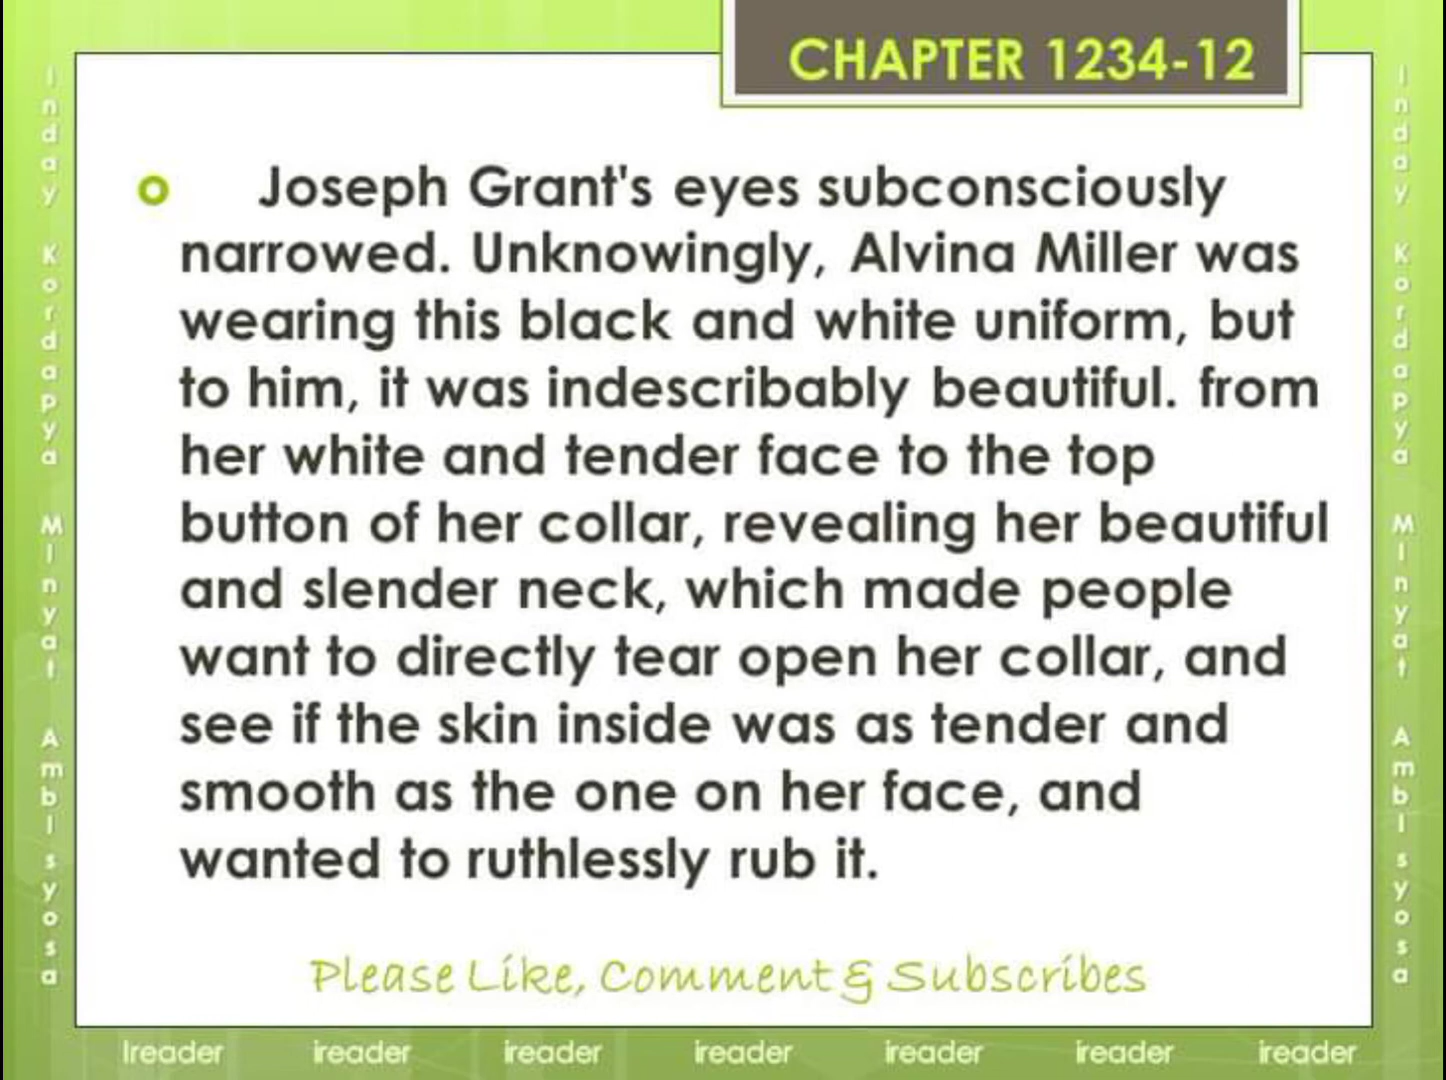 CHAPTER 1234-12
Joseph Grant's eyes subconsciously
narrowed. Unknowingly, Alvina Miller was
wearing this black and white uniform, but
to him, it was indescribably beautiful. from
her white and tender face to the top
button of her collar, revealing her beautiful
and slender neck, which made people
want to directly tear open her collar, and
see if the skin inside was as tender and
smooth as the one on her face, and
wanted to ruthlessly rub it.
Please Like, Comment & Subscribes
Inday Kordapya Minyat Ambisyosa
Inday Kordapya Minyat Ambisyosa
Ireader ireader ireader ireader ireader ireader ireader